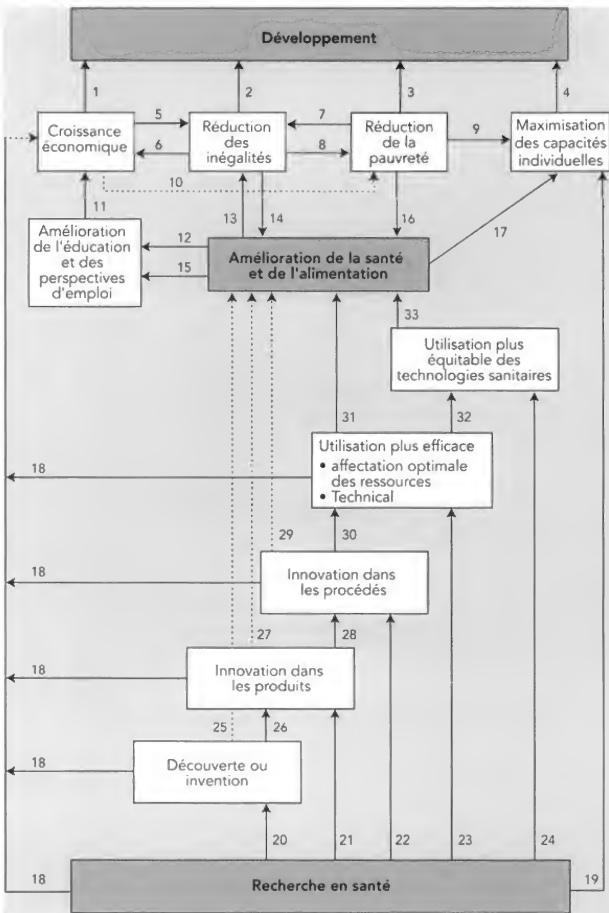 Développement
1
2
3
4
Croissance
économique
5
6
Réduction
des
inégalités
7
8
Réduction
de la
pauvreté
9
Maximisation
des capacités
individuelles
10
11
13
14
16
17
Amélioration
de l'éducation
et des
perspectives
d'emploi
12
15
Amélioration de la santé
et de l'alimentation
33
Utilisation plus
équitable des
technologies sanitaires
31
32
Utilisation plus efficace
• affectation optimale
des ressources
• Technical
18
29
30
Innovation dans
les procédés
18
27
28
Innovation dans
les produits
18
25
26
Découverte ou
invention
18
20
21
22
23
24
18
Recherche en santé
19